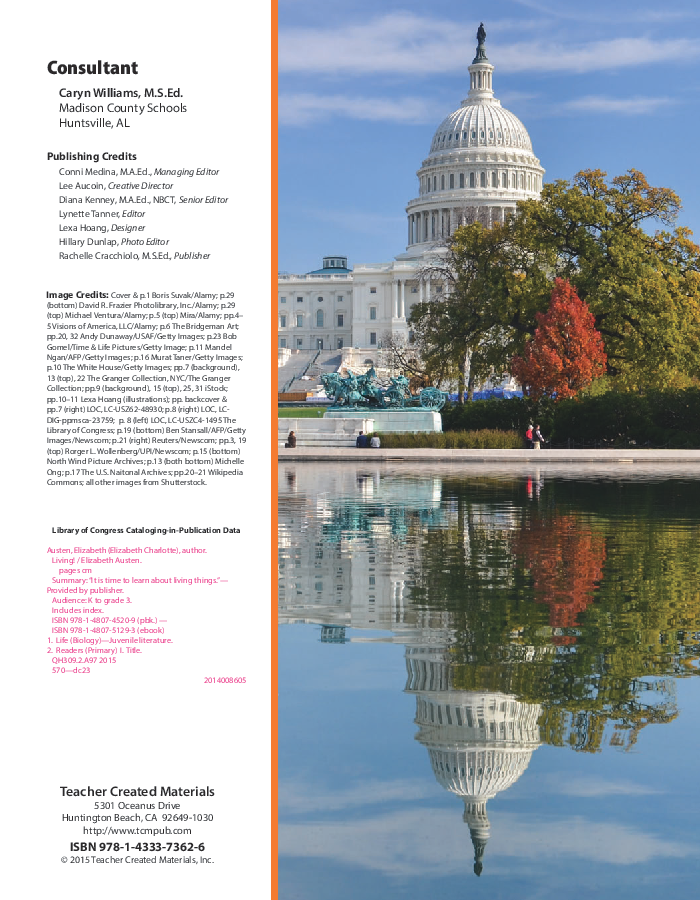 Consultant
Caryn Williams, M.S.Ed.
Madison County Schools
Huntsville, AL
Publishing Credits
Conni Medina, M.A.Ed., Managing Editor
Lee Aucoin, Creative Director
Diana Kenney, M.A.Ed., NBCT, Senior Editor
Lynette Tanner, Editor
Lexa Hoang, Designer
Hillary Dunlap, Photo Editor
Rachelle Cracchiolo, M.S.Ed., Publisher
Image Credits: Cover & p.1 Boris Suvak/Alamy; p.29
(bottom) David R. Frazier Photolibrary, Inc./Alamy; p.29
(top) Michael Ventura/Alamy; p.5 (top) Mira/Alamy; pp.4–
5 Visions of America, LLC/Alamy; p.6 The Bridgeman Art;
pp.20, 32 Andy Dunaway/USAF/Getty Images; p.23 Bob
Gomel/Time & Life Pictures/Getty Image; p.11 Mandel
Ngan/AFP/Getty Images; p.16 Murat Taner/Getty Images;
p.10 The White House/Getty Images; pp.7 (background),
13 (top), 22 The Granger Collection, NYC/The Granger
Collection; pp.9 (background), 15 (top), 25, 31 iStock;
pp.10–11 Lexa Hoang (illustrations); pp. backcover &
pp.7 (right) LOC, LC-USZ62-48930; p.8 (right) LOC, LC-
DIG-ppmsca-23759; p. 8 (left) LOC, LC-USZC4-1495 The
Library of Congress; p.19 (bottom) Ben Stansall/AFP/Getty
Images/Newscom; p.21 (right) Reuters/Newscom; pp.3, 19
(top) Rorger L. Wollenberg/UPI/Newscom; p.15 (bottom)
North Wind Picture Archives; p.13 (both bottom) Michelle
Ong; p.17 The U.S. Naitonal Archives; pp.20–21 Wikipedia
Commons; all other images from Shutterstock.
Library of Congress Cataloging-in-Publication Data
Austen, Elizabeth (Elizabeth Charlotte), author.
Living! / Elizabeth Austen.
pages cm
Summary: "It is time to learn about living things."—
Provided by publisher.
Audience: K to grade 3.
Includes index.
ISBN 978-1-4807-4520-9 (pbk.) —
ISBN 978-1-4807-5129-3 (ebook)
1. Life (Biology)—Juvenile literature.
2. Readers (Primary) I. Title.
QH309.2.A97 2015
570—dc23
2014008605
Teacher Created Materials
5301 Oceanus Drive
Huntington Beach, CA 92649-1030
http://www.tcmpub.com
ISBN 978-1-4333-7362-6
© 2015 Teacher Created Materials, Inc.